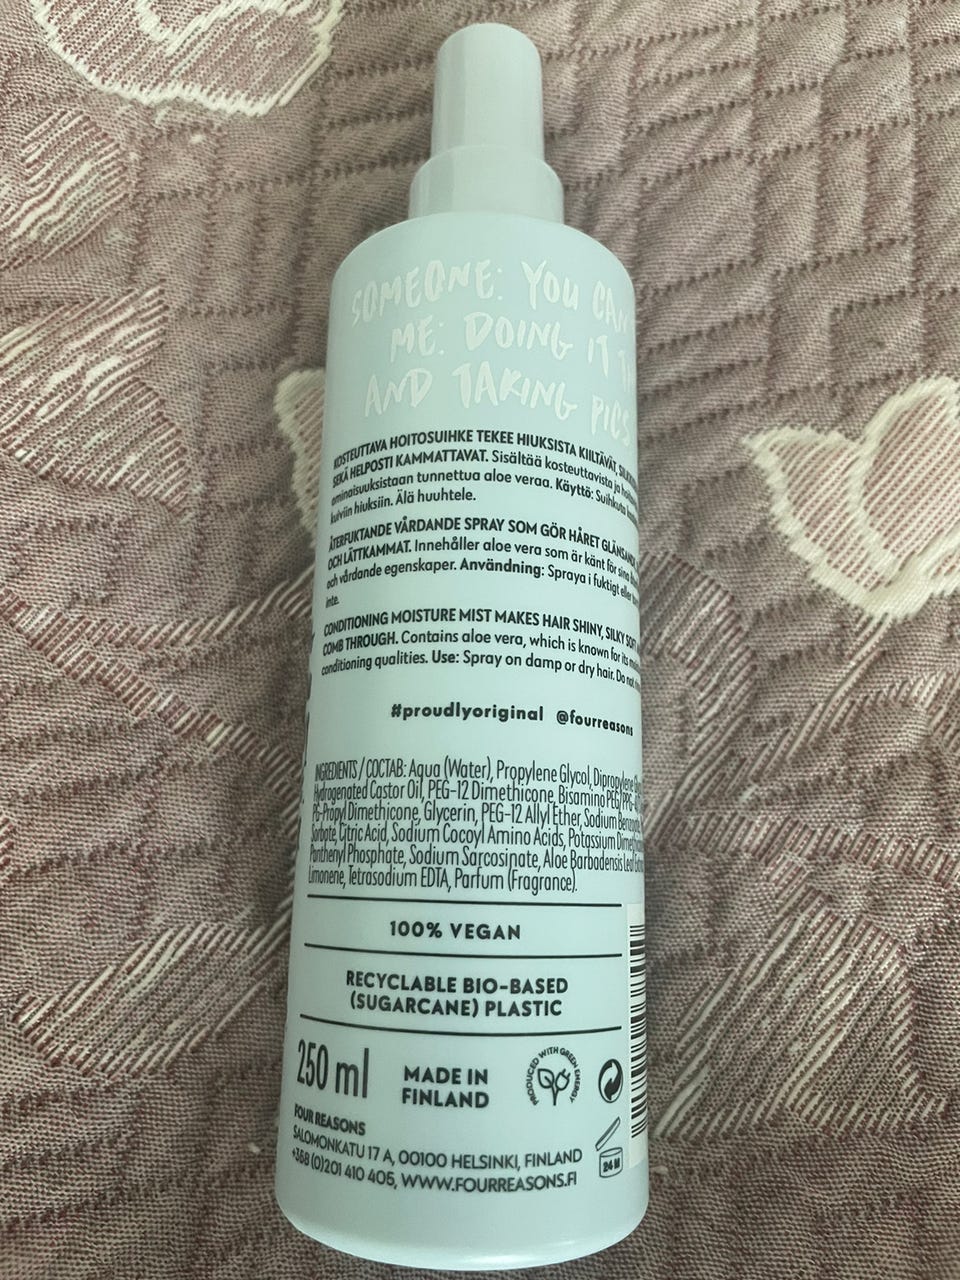 SOMEONE: YOU CAN
ME: DOING IT
AND TAKING PICS
KOSTEUTTAVA HOITOSUIHKE TEKEE HIUKSISTA KIILTÄVÄT,
SEKÄ HELPOSTI KAMMATTAVAT. Sisältää kosteuttavista ja
ominaisuuksistaan tunnettua aloe veraa. Käyttö: Suihkuta
kuiviin hiuksiin. Älä huuhtele.
ÅTERFUKTANDE VÅRDANDE SPRAY SOM GÖR HÅRET GLÄNSANDE,
OCH LÄTTKAMMAT. Innehåller aloe vera som är känt för sina
och vårdande egenskaper. Användning: Spraya i fuktigt eller
inte.
CONDITIONING MOISTURE MIST MAKES HAIR SHINY, SILKY SOFT
COMB THROUGH. Contains aloe vera, which is known for its
conditioning qualities. Use: Spray on damp or dry hair. Do not
#proudlyoriginal @fourreasons
INGREDIENTS / СОСТАВ: Aqua (Water), Propylene Glycol, Dipropylene
Hydrogenated Castor Oil, PEG-12 Dimethicone, Bisamino PEG/PPG-
PG-Propyl Dimethicone, Glycerin, PEG-12 Allyl Ether, Sodium
Sorbate, Citric Acid, Sodium Cocoyl Amino Acids, Potassium
Panthenyl Phosphate, Sodium Sarcosinate, Aloe Barbadensis Leaf
Limonene, Tetrasodium EDTA, Parfum (Fragrance).
100% VEGAN
RECYCLABLE BIO-BASED
(SUGARCANE) PLASTIC
250 ml
MADE IN
FINLAND
PRODUCED WITH GREEN ENERGY
24 M
FOUR REASONS
SALOMONKATU 17 A, 00100 HELSINKI, FINLAND
+358 (0)201 410 405, WWW.FOURREASONS.FI